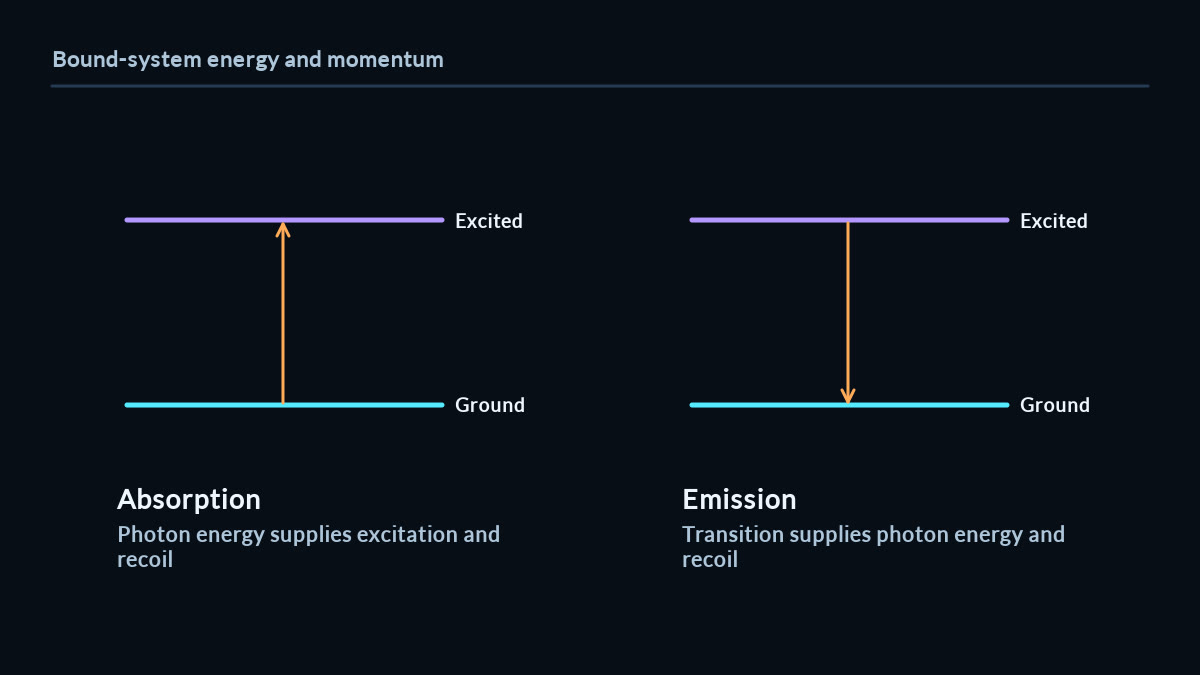 Bound-system energy and momentum
Excited
Excited
Ground
Ground
Absorption
Photon energy supplies excitation and
recoil
Emission
Transition supplies photon energy and
recoil